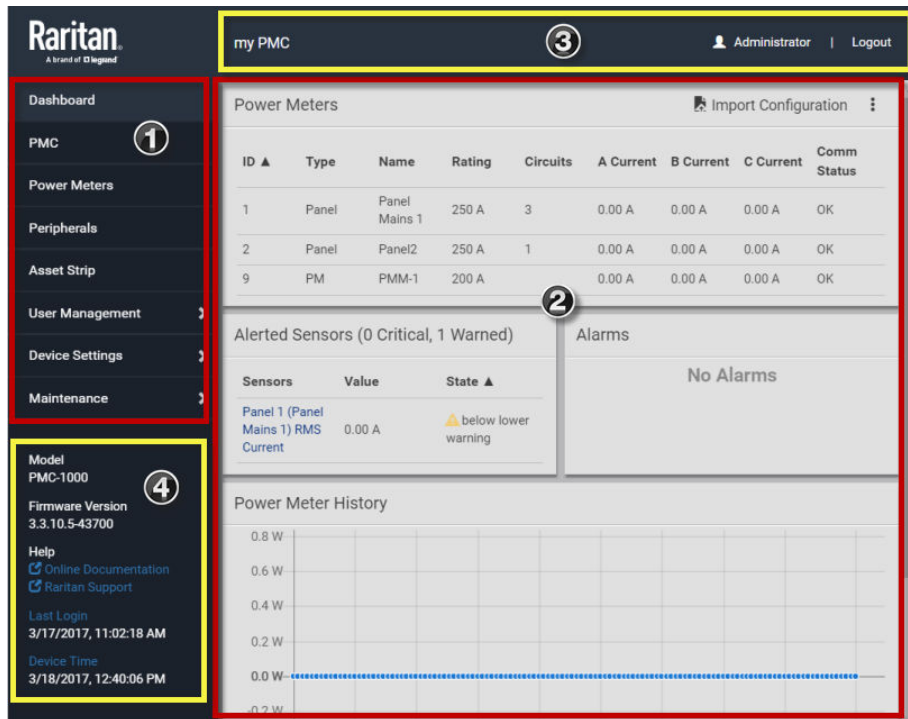 Raritan.
A brand of legrand
my PMC
3
Administrator | Logout
Dashboard
1
PMC
Power Meters
Peripherals
Asset Strip
User Management
Device Settings
Maintenance
4
Model
PMC-1000
Firmware Version
3.3.10.5-43700
Help
Online Documentation
Raritan Support
Last Login
3/17/2017, 11:02:18 AM
Device Time
3/18/2017, 12:40:06 PM
Power Meters
Import Configuration
ID ▲ Type Name Rating Circuits A Current B Current C Current Comm Status
1 Panel Panel Mains 1 250 A 3 0.00 A 0.00 A 0.00 A OK
2 Panel Panel2 250 A 1 0.00 A 0.00 A 0.00 A OK
9 PM PMM-1 200 A 0.00 A 0.00 A 0.00 A OK
2
Alerted Sensors (0 Critical, 1 Warned)
Sensors Value State ▲
Panel 1 (Panel Mains 1) RMS Current 0.00 A below lower warning
Alarms
No Alarms
Power Meter History
0.8 W
0.6 W
0.4 W
0.2 W
0.0 W
-0.2 W